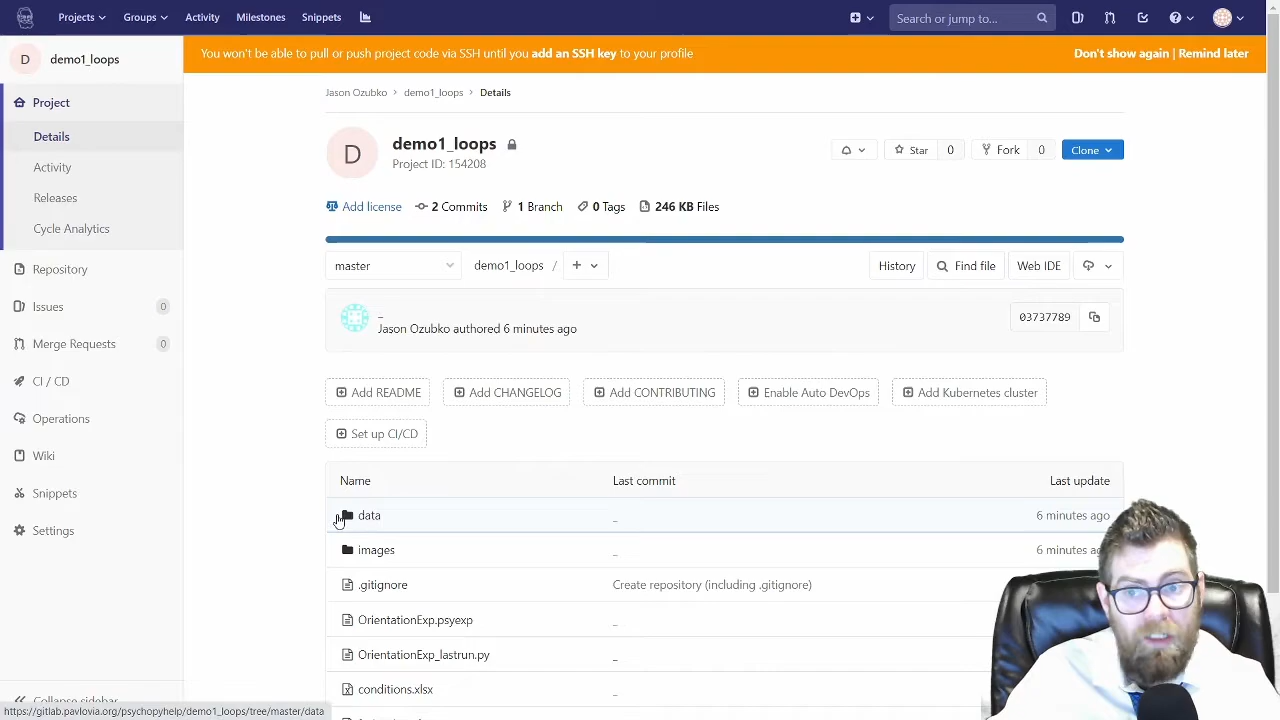 Projects Groups Activity Milestones Snippets Search or jump to...
D demo1_loops
You won't be able to pull or push project code via SSH until you add an SSH key to your profile Don't show again | Remind later
Project
Details
Activity
Releases
Cycle Analytics
Repository
Issues 0
Merge Requests 0
CI / CD
Operations
Wiki
Snippets
Settings
Collapse sidebar
Jason Ozubko > demo1_loops > Details
D demo1_loops
Project ID: 154208
Star 0 Fork 0 Clone
Add license 2 Commits 1 Branch 0 Tags 246 KB Files
master demo1_loops / + History Find file Web IDE
_
Jason Ozubko authored 6 minutes ago 03737789
Add README Add CHANGELOG Add CONTRIBUTING Enable Auto DevOps Add Kubernetes cluster
Set up CI/CD
Name Last commit Last update
data _ 6 minutes ago
images _ 6 minutes
.gitignore Create repository (including .gitignore)
OrientationExp.psyexp _
OrientationExp_lastrun.py _
conditions.xlsx _
https://gitlab.pavlovia.org/psychopyhelp/demo1_loops/tree/master/data